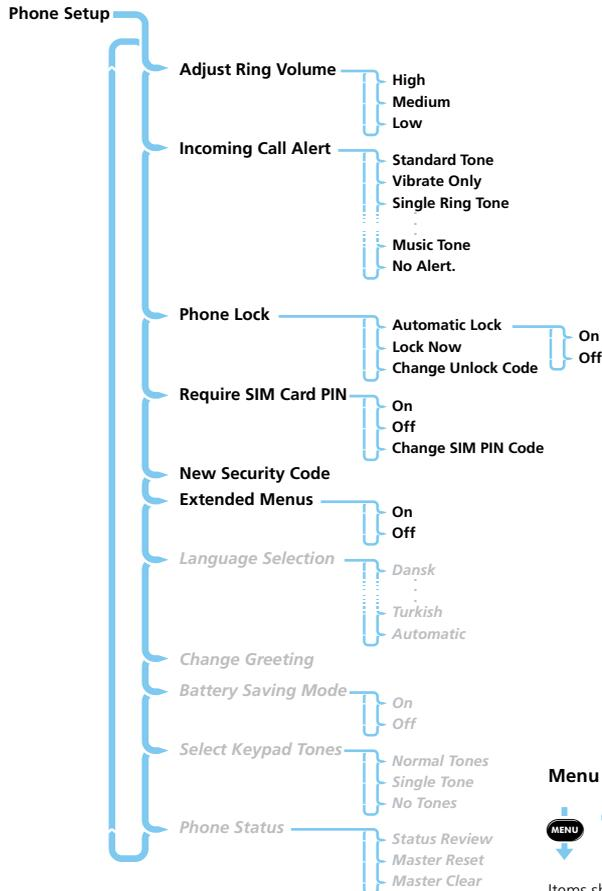 Phone Setup
Adjust Ring Volume
High
Medium
Low
Incoming Call Alert
Standard Tone
Vibrate Only
Single Ring Tone
Music Tone
No Alert.
Phone Lock
Automatic Lock
On
Off
Lock Now
Change Unlock Code
Require SIM Card PIN
On
Off
Change SIM PIN Code
New Security Code
Extended Menus
On
Off
Language Selection
Dansk
Turkish
Automatic
Change Greeting
Battery Saving Mode
On
Off
Select Keypad Tones
Normal Tones
Single Tone
No Tones
Phone Status
Status Review
Master Reset
Master Clear
Menu
MENU
Items